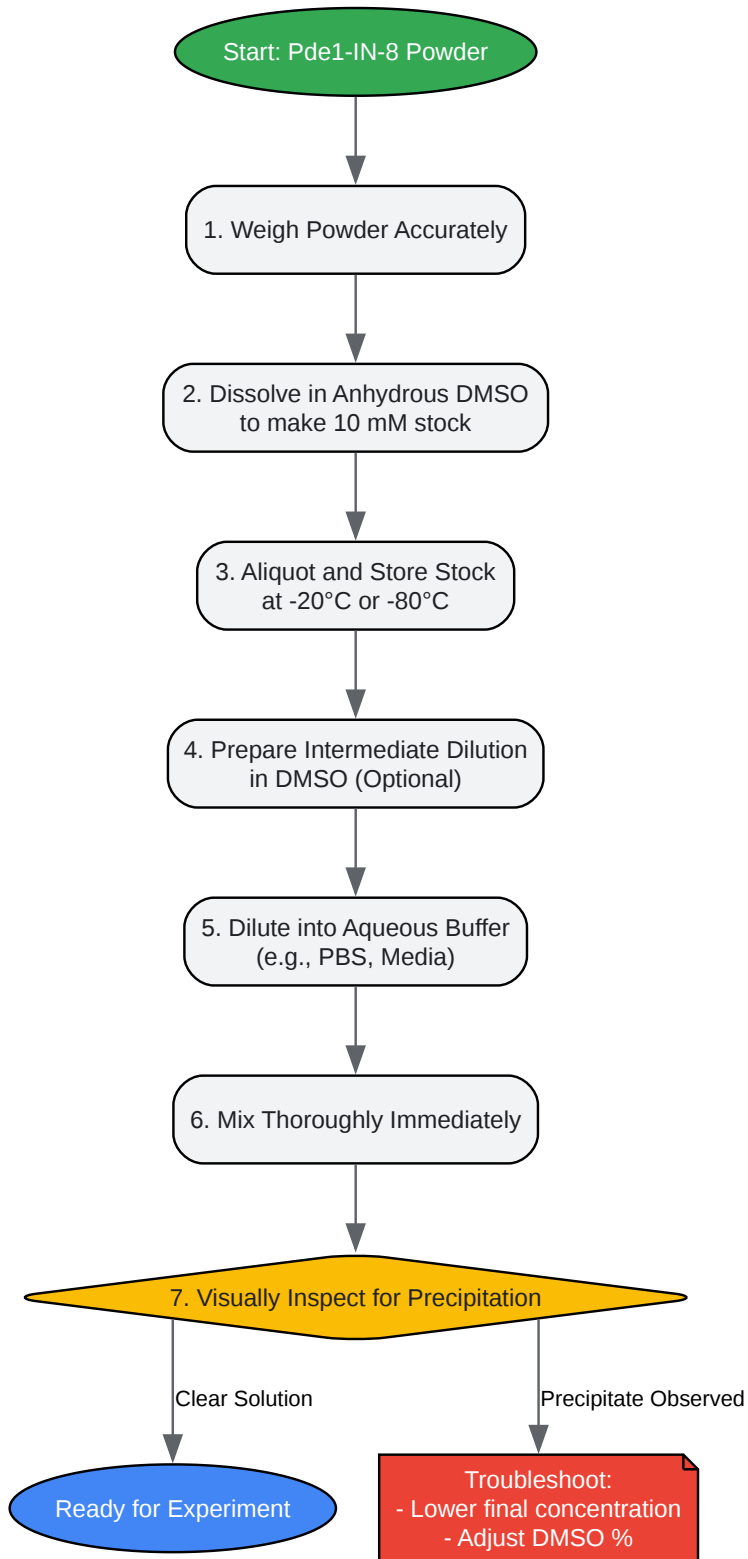 Start: Pde1-IN-8 Powder
1. Weigh Powder Accurately
2. Dissolve in Anhydrous DMSO
to make 10 mM stock
3. Aliquot and Store Stock
at -20°C or -80°C
4. Prepare Intermediate Dilution
in DMSO (Optional)
5. Dilute into Aqueous Buffer
(e.g., PBS, Media)
6. Mix Thoroughly Immediately
7. Visually Inspect for Precipitation
Clear Solution
Precipitate Observed
Ready for Experiment
Troubleshoot:
- Lower final concentration
- Adjust DMSO %